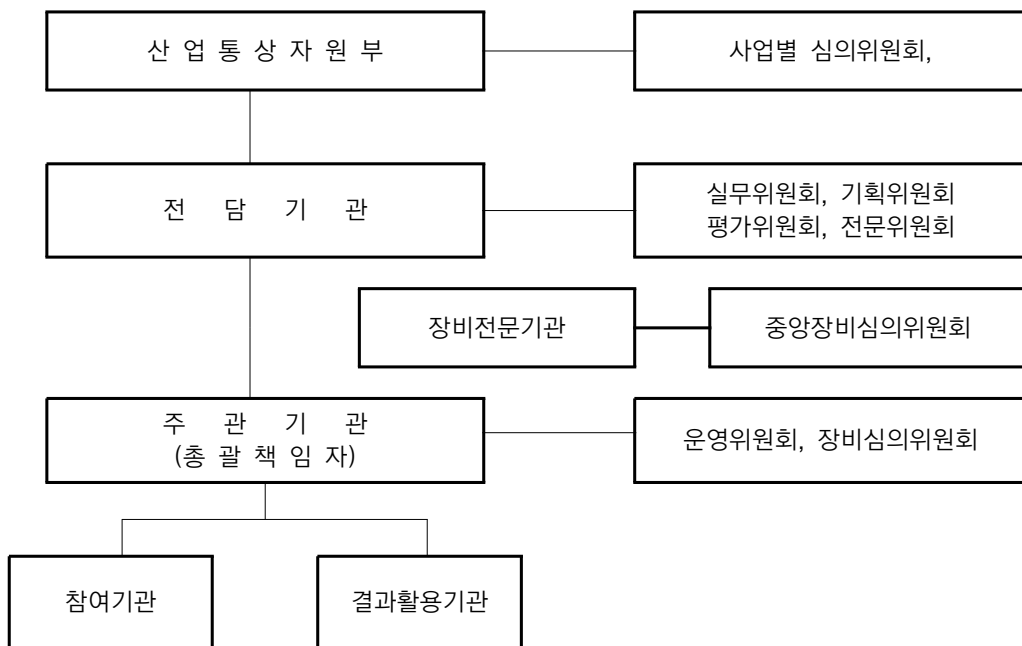 산 업 통 상 자 원 부
사업별 심의위원회,
전 담 기 관
실무위원회, 기획위원회
평가위원회, 전문위원회
장비전문기관
중앙장비심의위원회
주 관 기 관
(총 괄 책 임 자)
운영위원회, 장비심의위원회
참여기관
결과활용기관